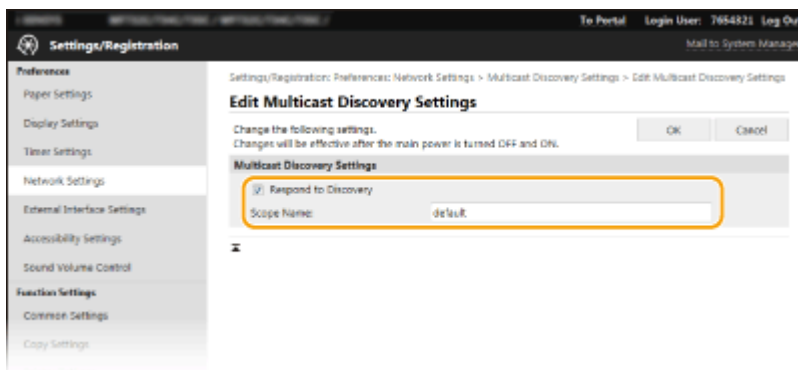 To Portal Login User: 7654321 Log Ou
Settings/Registration
Mail to System Manage
Preferences
Paper Settings
Display Settings
Timer Settings
Network Settings
External Interface Settings
Accessibility Settings
Sound Volume Control
Function Settings
Common Settings
Copy Settings
Settings/Registration: Preferences: Network Settings > Multicast Discovery Settings > Edit Multicast Discovery Settings
Edit Multicast Discovery Settings
Change the following settings.
Changes will be effective after the main power is turned OFF and ON.
OK Cancel
Multicast Discovery Settings
Respond to Discovery
Scope Name: default